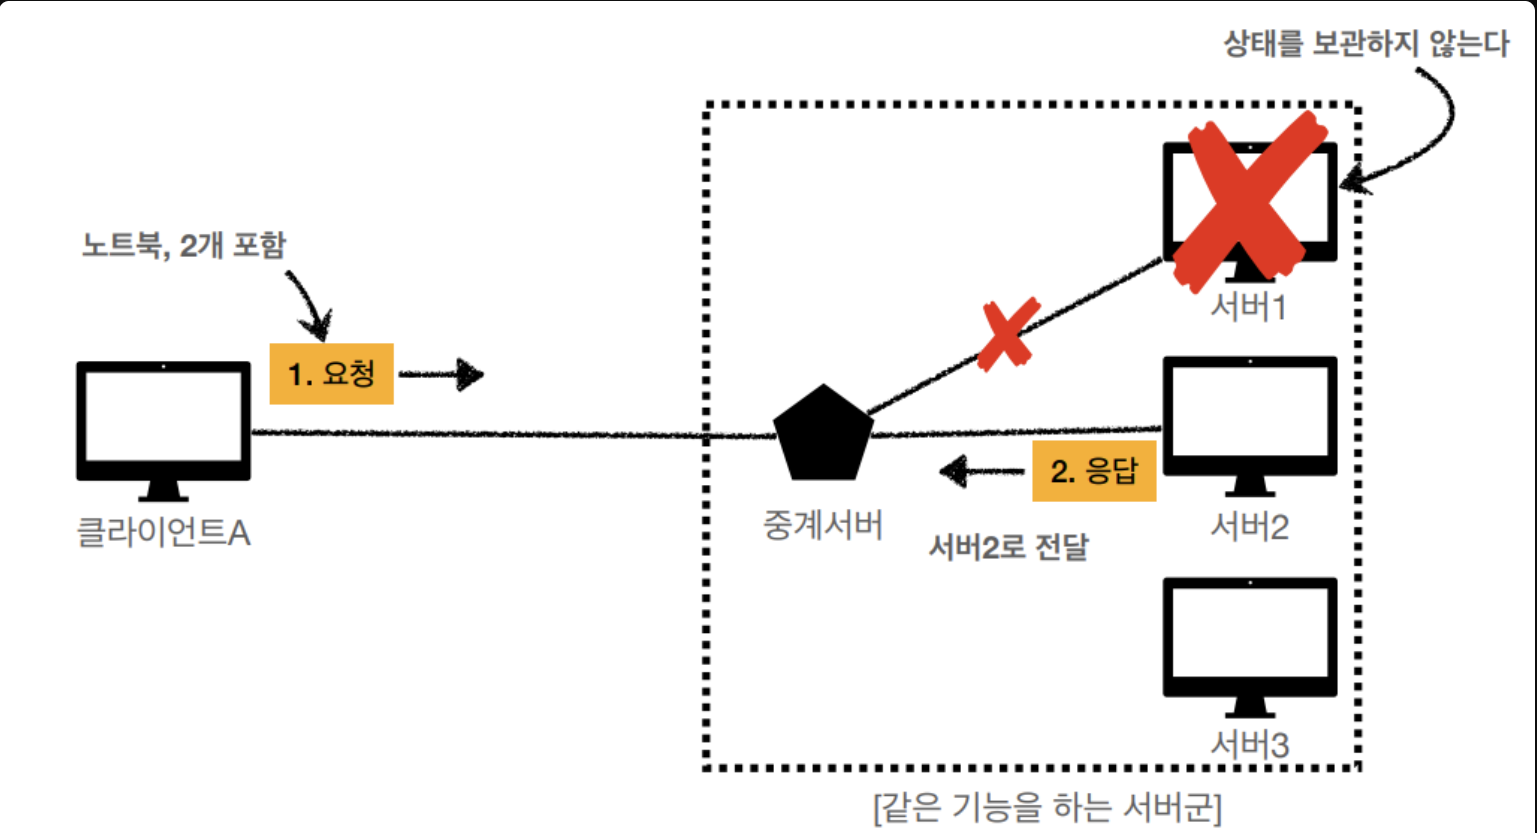 상태를 보관하지 않는다
노트북, 2개 포함
1. 요청
서버1
클라이언트A
중계서버
2. 응답
서버2로 전달
서버2
서버3
[같은 기능을 하는 서버군]